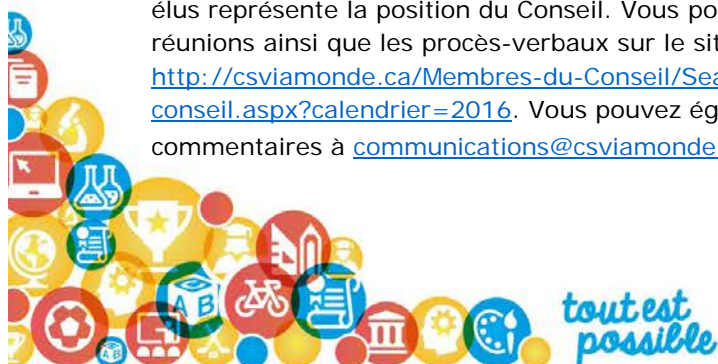 élus représente la position du Conseil. Vous po
réunions ainsi que les procès-verbaux sur le sit
http://csviamonde.ca/Membres-du-Conseil/Sea
conseil.aspx?calendrier=2016. Vous pouvez ég
commentaires à communications@csviamonde.
A B
A B
tout est
possible